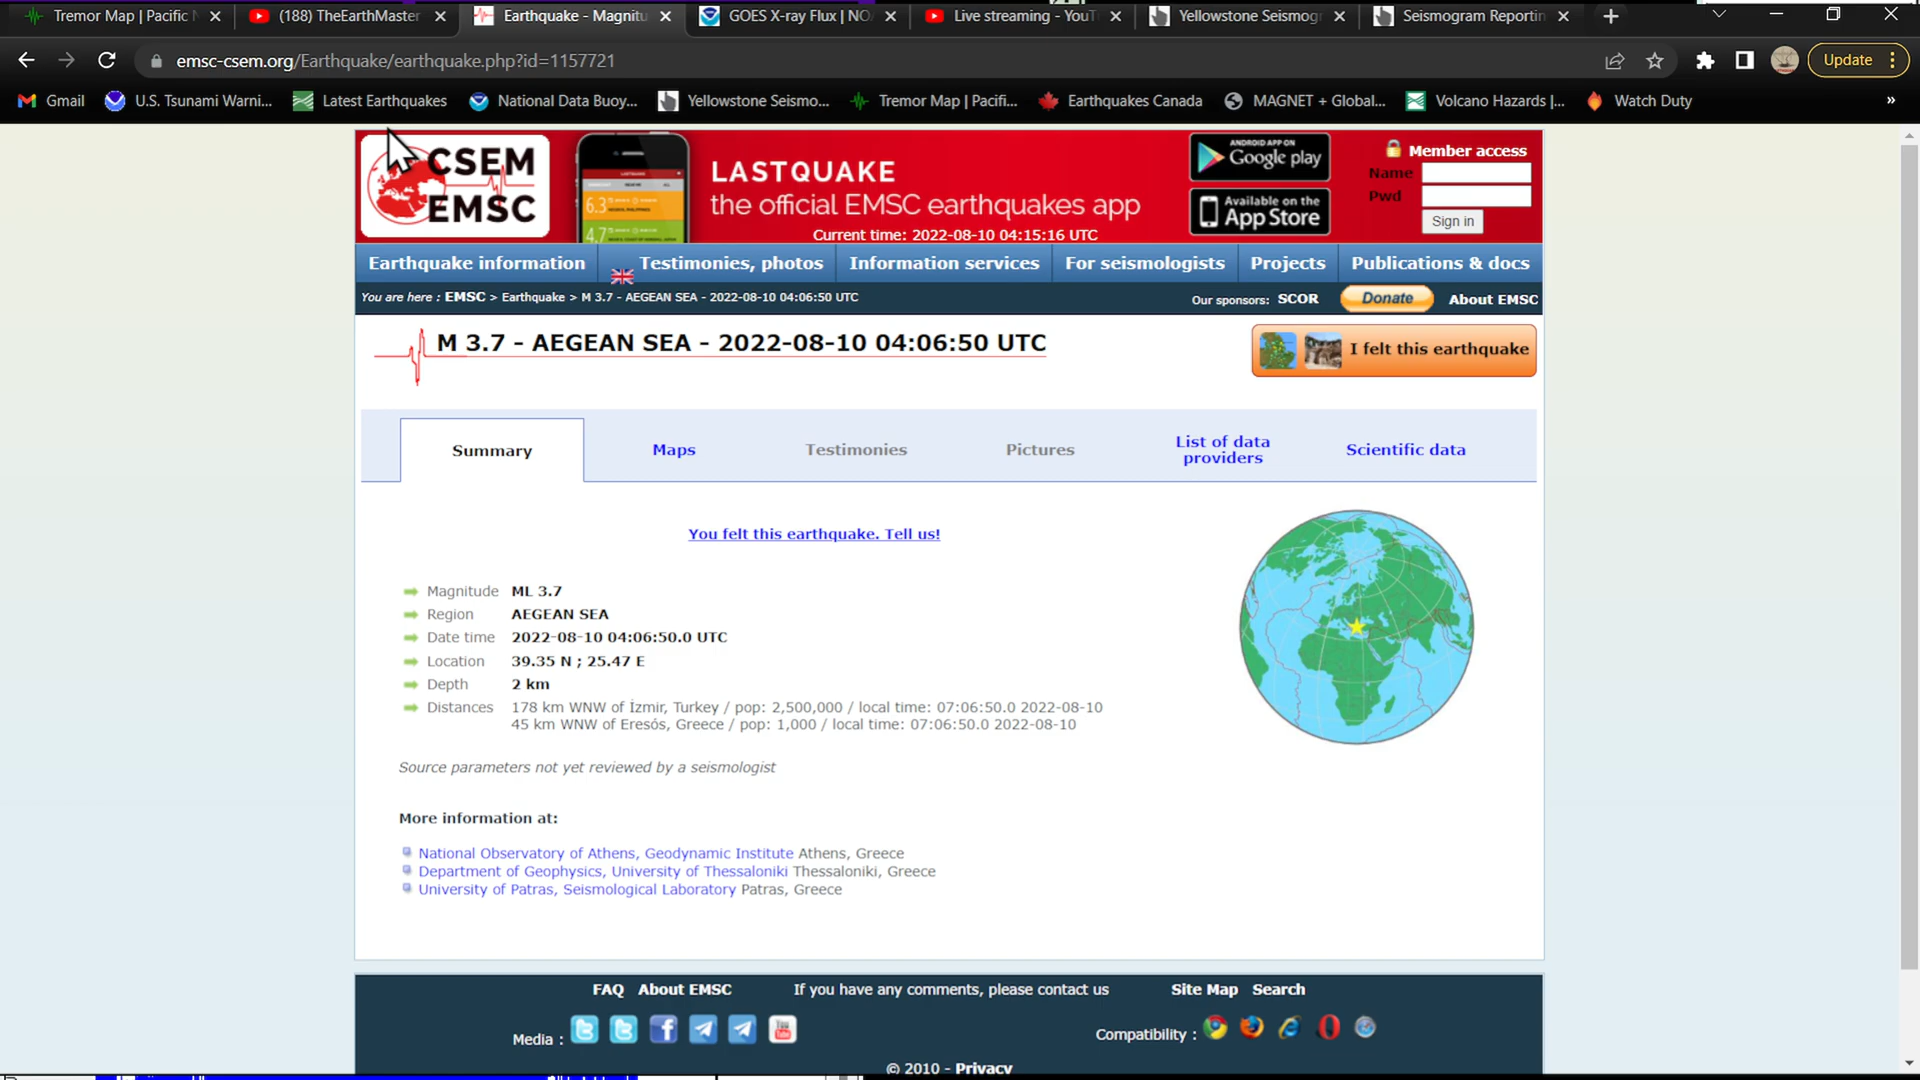 Tremor Map | Pacific N
(188) TheEarthMaster
Earthquake - Magnitu
GOES X-ray Flux | NO
Live streaming - YouT
Yellowstone Seismog
Seismogram Reportin
emsc-csem.org/Earthquake/earthquake.php?id=1157721
Update
Gmail
U.S. Tsunami Warni...
Latest Earthquakes
National Data Buoy...
Yellowstone Seismo...
Tremor Map | Pacifi...
Earthquakes Canada
MAGNET + Global...
Volcano Hazards |...
Watch Duty
»
CSEM
EMSC
LASTQUAKE
6.3
4.7
LASTQUAKE
the official EMSC earthquakes app
Current time: 2022-08-10 04:15:16 UTC
ANDROID APP ON
Google play
Available on the
App Store
Member access
Name
Pwd
Sign in
Earthquake information
Testimonies, photos
Information services
For seismologists
Projects
Publications & docs
You are here : EMSC > Earthquake > M 3.7 - AEGEAN SEA - 2022-08-10 04:06:50 UTC
Our sponsors: SCOR
Donate
About EMSC
M 3.7 - AEGEAN SEA - 2022-08-10 04:06:50 UTC
I felt this earthquake
Summary
Maps
Testimonies
Pictures
List of data
providers
Scientific data
You felt this earthquake. Tell us!
Magnitude ML 3.7
Region AEGEAN SEA
Date time 2022-08-10 04:06:50.0 UTC
Location 39.35 N ; 25.47 E
Depth 2 km
Distances 178 km WNW of İzmir, Turkey / pop: 2,500,000 / local time: 07:06:50.0 2022-08-10
45 km WNW of Eresós, Greece / pop: 1,000 / local time: 07:06:50.0 2022-08-10
Source parameters not yet reviewed by a seismologist
More information at:
National Observatory of Athens, Geodynamic Institute Athens, Greece
Department of Geophysics, University of Thessaloniki Thessaloniki, Greece
University of Patras, Seismological Laboratory Patras, Greece
FAQ About EMSC
If you have any comments, please contact us
Site Map Search
Media :
Compatibility :
© 2010 - Privacy